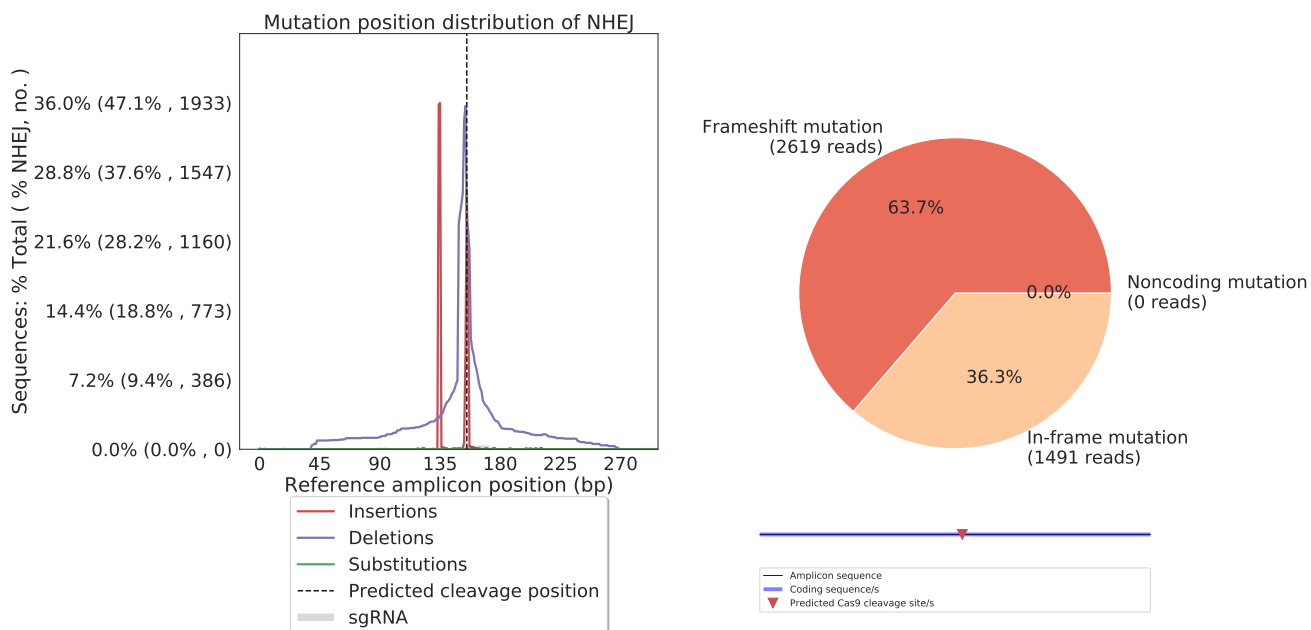 Mutation position distribution of NHEJ
Sequences: % Total ( % NHEJ, no. )
36.0% (47.1% , 1933)
28.8% (37.6% , 1547)
21.6% (28.2% , 1160)
14.4% (18.8% , 773)
7.2% (9.4% , 386)
0.0% (0.0% , 0)
0 45 90 135 180 225 270
Reference amplicon position (bp)
Insertions
Deletions
Substitutions
Predicted cleavage position
sgRNA
Frameshift mutation
(2619 reads)
63.7%
0.0%
Noncoding mutation
(0 reads)
36.3%
In-frame mutation
(1491 reads)
Amplicon sequence
Coding sequence/s
Predicted Cas9 cleavage site/s